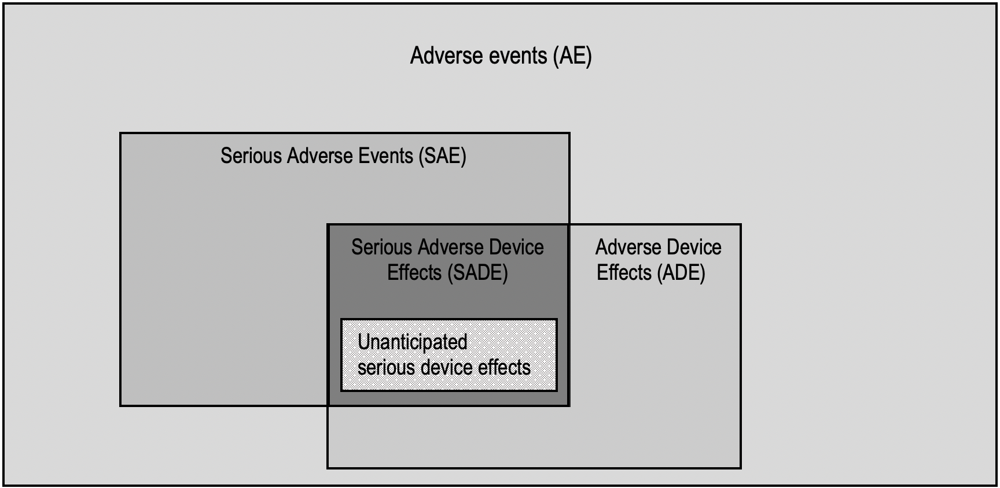 Adverse events (AE)
Serious Adverse Events (SAE)
Serious Adverse Device
Effects (SADE)
Adverse Device
Effects (ADE)
Unanticipated
serious device effects